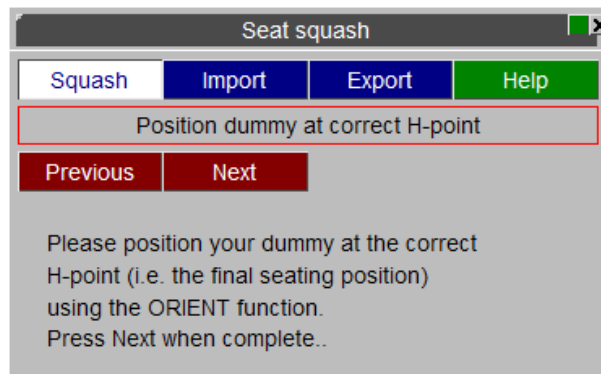 Seat squash
Squash Import Export Help
Position dummy at correct H-point
Previous Next
Please position your dummy at the correct
H-point (i.e. the final seating position)
using the ORIENT function.
Press Next when complete..